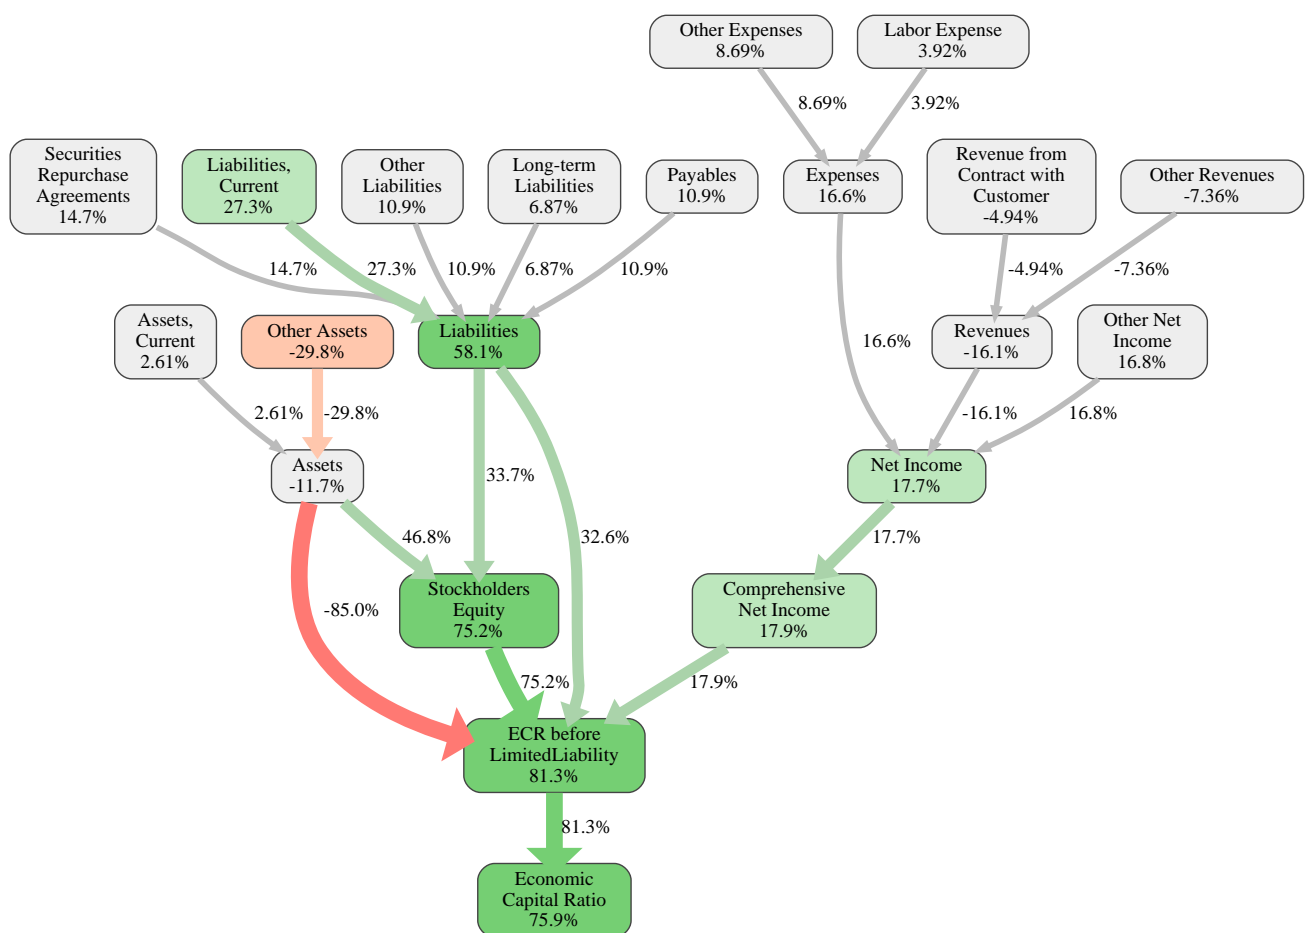 Other Expenses
8.69%
Labor Expense
3.92%
8.69%
3.92%
Securities
Repurchase
Agreements
14.7%
Liabilities,
Current
27.3%
Other
Liabilities
10.9%
Long-term
Liabilities
6.87%
Payables
10.9%
Expenses
16.6%
Revenue from
Contract with
Customer
-4.94%
Other Revenues
-7.36%
14.7%
27.3%
10.9%
6.87%
10.9%
-4.94%
-7.36%
Assets,
Current
2.61%
Other Assets
-29.8%
Liabilities
58.1%
16.6%
Revenues
-16.1%
Other Net
Income
16.8%
2.61%
-29.8%
-16.1%
16.8%
Assets
-11.7%
33.7%
Net Income
17.7%
46.8%
32.6%
17.7%
-85.0%
Stockholders
Equity
75.2%
Comprehensive
Net Income
17.9%
75.2%
17.9%
ECR before
LimitedLiability
81.3%
81.3%
Economic
Capital Ratio
75.9%